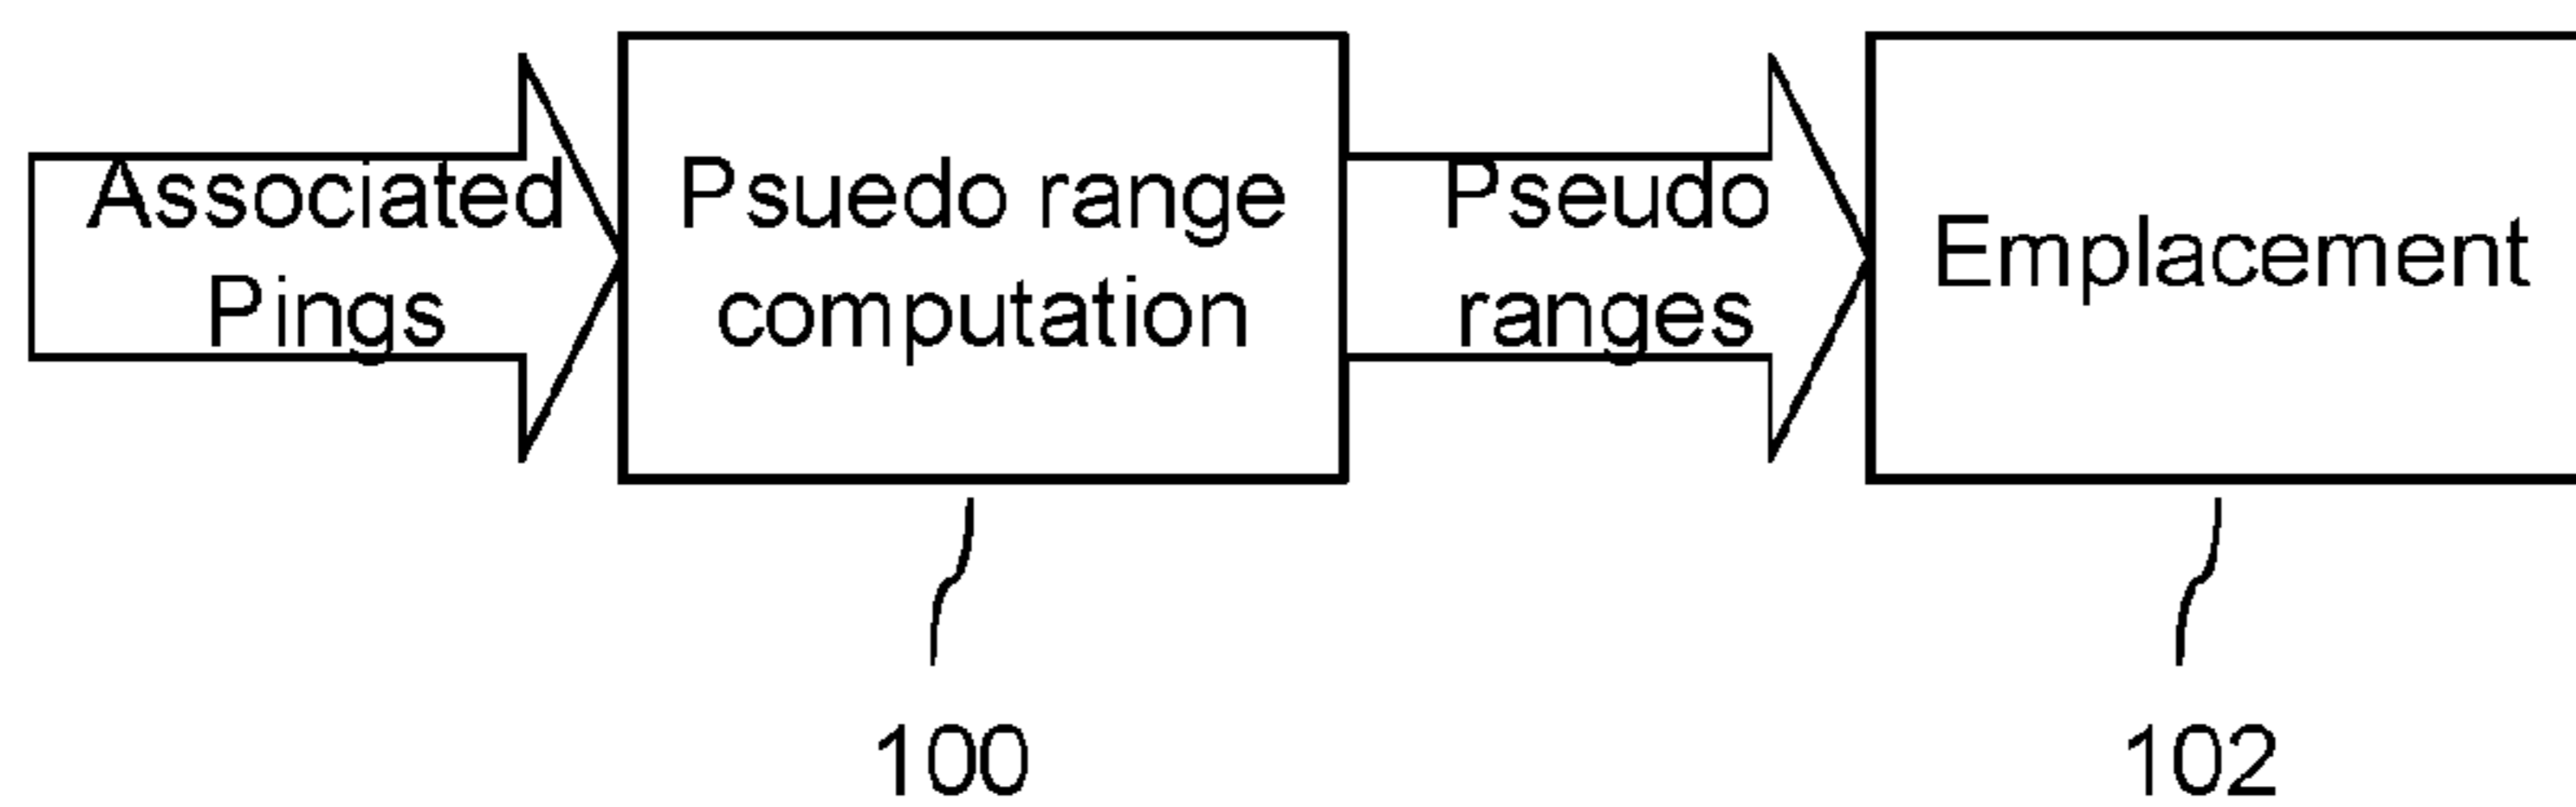 Associated
Pings
Psuedo range
computation
Pseudo
ranges
Emplacement
100
102